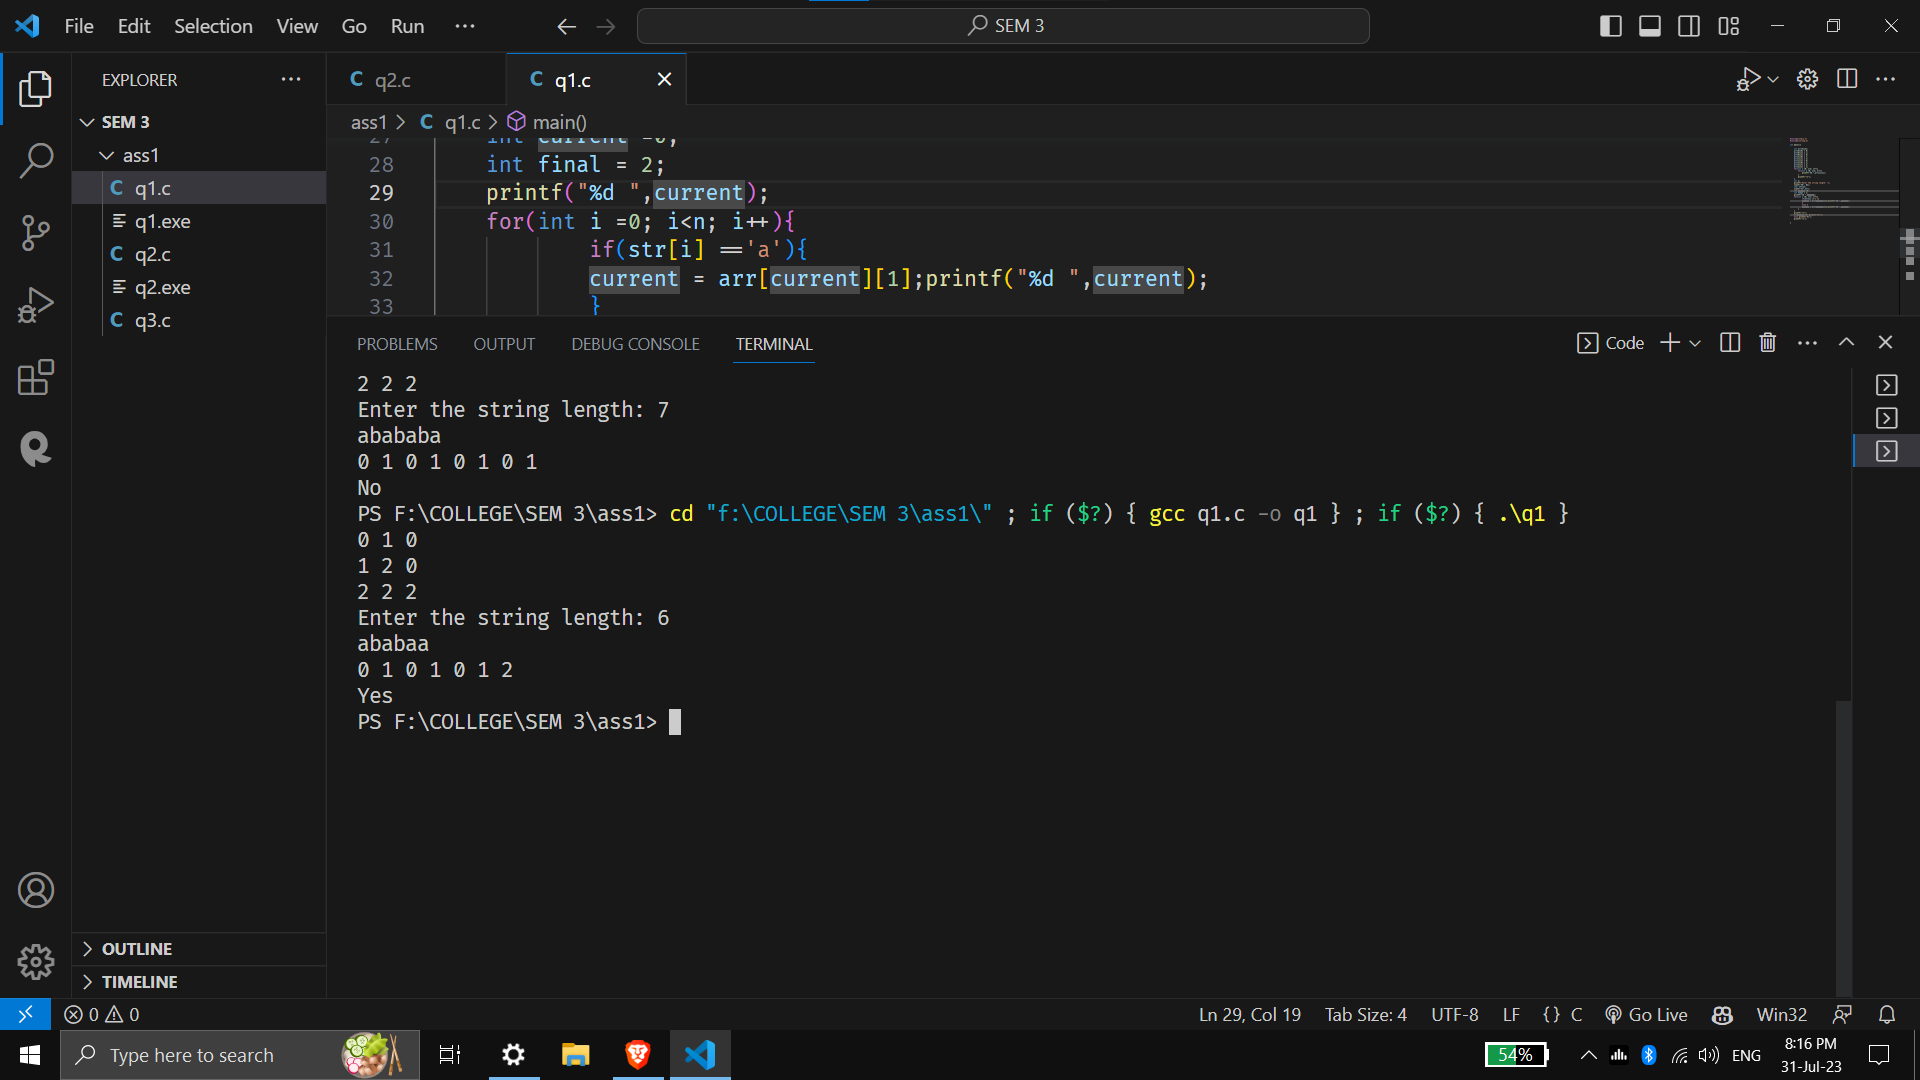 File Edit Selection View Go Run ··· SEM 3
EXPLORER ···
SEM 3
ass1
C q1.c
q1.exe
C q2.c
q2.exe
C q3.c
OUTLINE
TIMELINE
C q2.c C q1.c
ass1 > C q1.c > main()
27 int current =0;
28 int final = 2;
29 printf("%d ",current);
30 for(int i =0; i<n; i++){
31 if(str[i] =='a'){
32 current = arr[current][1];printf("%d ",current);
33 }
PROBLEMS OUTPUT DEBUG CONSOLE TERMINAL Code
2 2 2
Enter the string length: 7
abababa
0 1 0 1 0 1 0 1
No
PS F:\COLLEGE\SEM 3\ass1> cd "f:\COLLEGE\SEM 3\ass1\" ; if ($?) { gcc q1.c -o q1 } ; if ($?) { .\q1 }
0 1 0
1 2 0
2 2 2
Enter the string length: 6
ababaa
0 1 0 1 0 1 2
Yes
PS F:\COLLEGE\SEM 3\ass1>
0 0 Ln 29, Col 19 Tab Size: 4 UTF-8 LF {} C Go Live Win32
Type here to search 54% ENG 8:16 PM
31-Jul-23